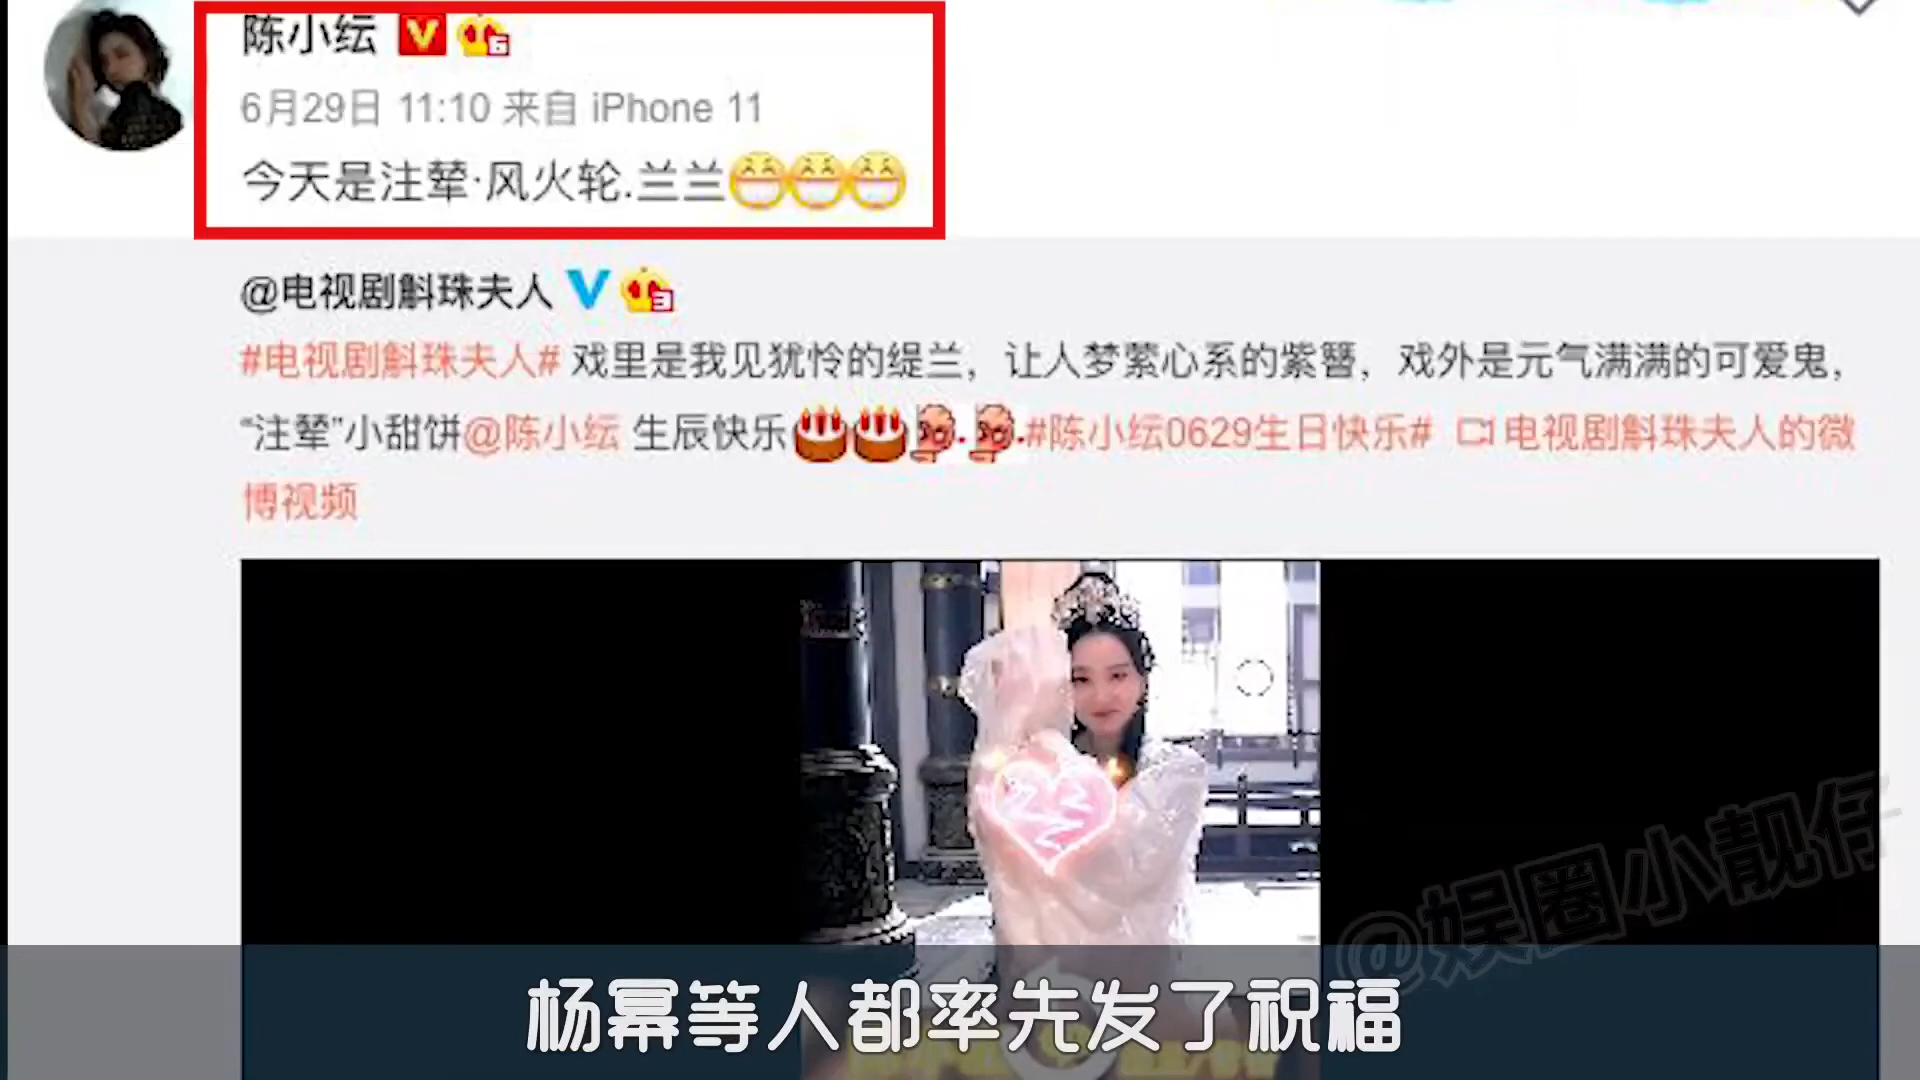 陈小纭
6月29日 11:10 来自 iPhone 11
今天是注辇·风火轮.兰兰
@电视剧斛珠夫人
#电视剧斛珠夫人# 戏里是我见犹怜的缇兰，让人梦萦心系的紫簪，戏外是元气满满的可爱鬼，
“注辇”小甜饼@陈小纭 生辰快乐 #陈小纭0629生日快乐# 电视剧斛珠夫人的微
博视频
@娱圈小靓仔
杨幂等人都率先发了祝福